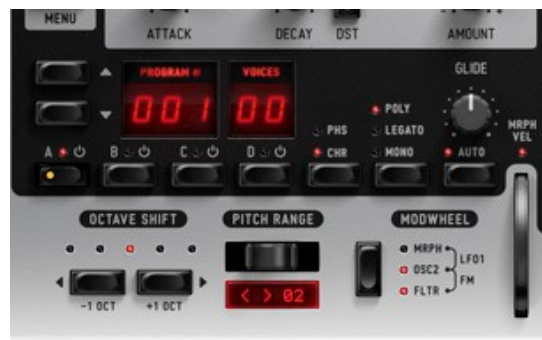 MENU
ATTACK DECAY DST AMOUNT
PROGRAM # VOICES GLIDE
001 00
POLY
PHS LEGATO
CHR MONO AUTO
MRPH
VEL
A B C D
OCTAVE SHIFT PITCH RANGE MODWHEEL
MRPH
LFO1
OSC2
FM
FLTR
< > 02
-1 OCT +1 OCT